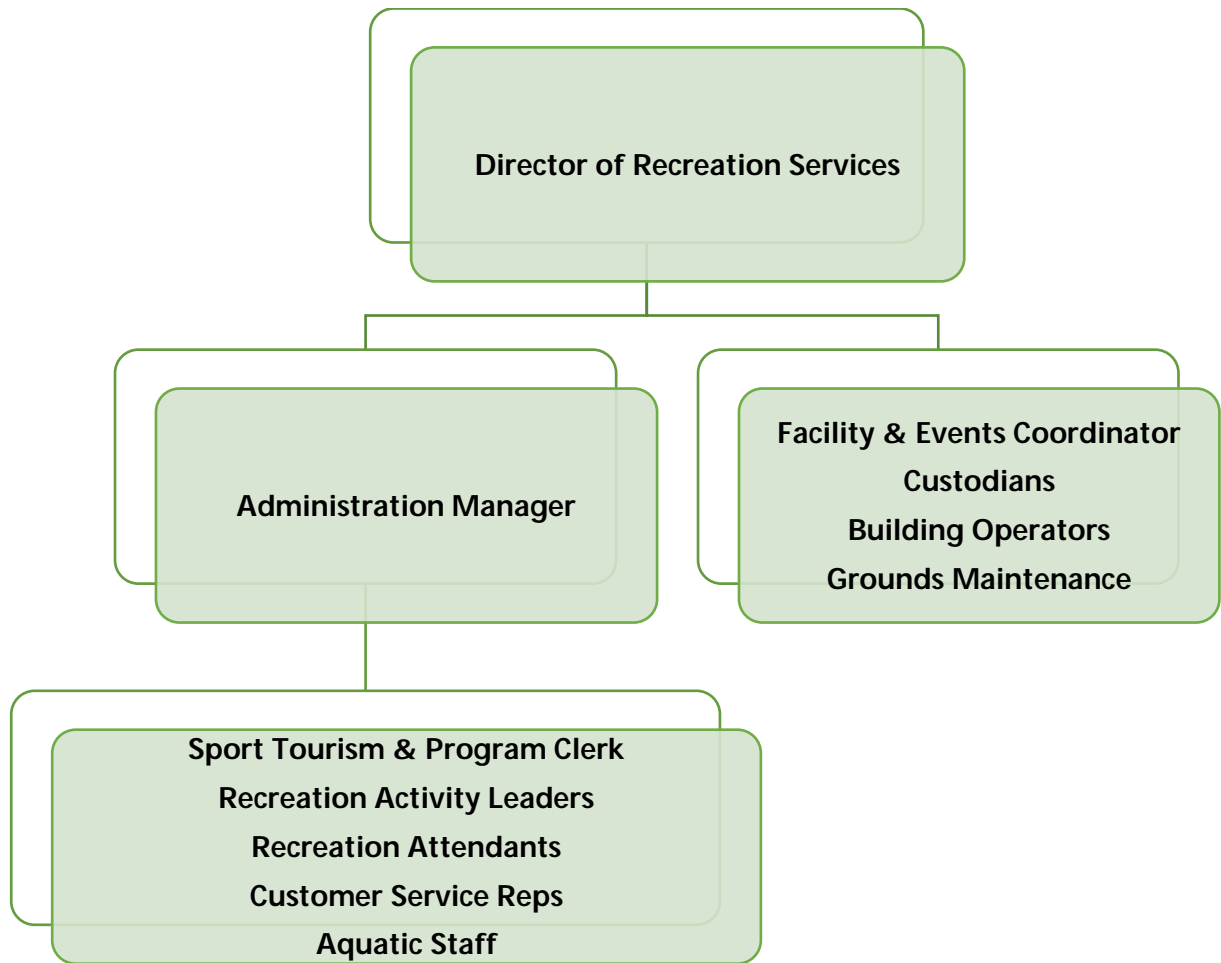 Director of Recreation Services
Administration Manager
Facility & Events Coordinator
Custodians
Building Operators
Grounds Maintenance
Sport Tourism & Program Clerk
Recreation Activity Leaders
Recreation Attendants
Customer Service Reps
Aquatic Staff